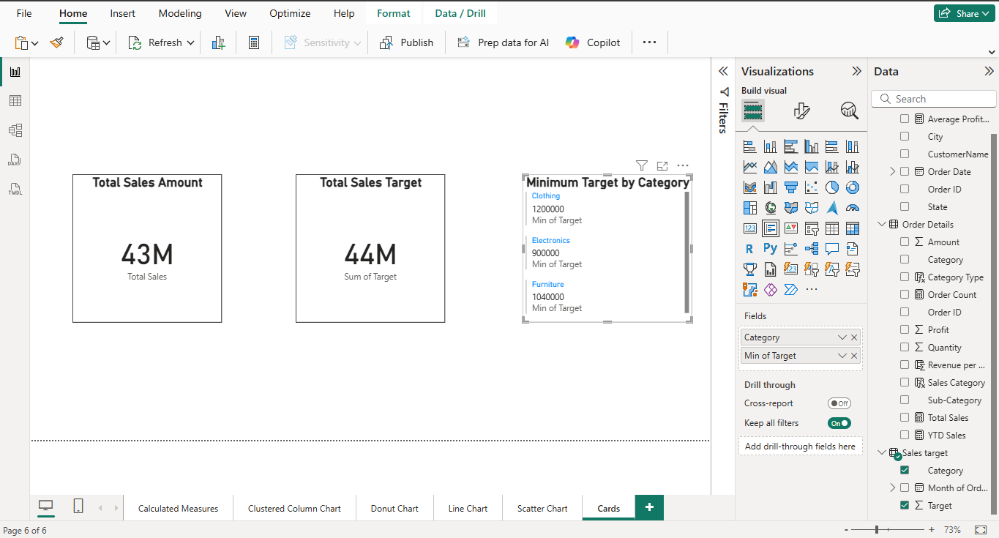 File Home Insert Modeling View Optimize Help Format Data / Drill Share
Refresh Sensitivity Publish Prep data for AI Copilot ...
DAX
TMDL
Total Sales Amount
43M
Total Sales
Total Sales Target
44M
Sum of Target
Minimum Target by Category
Clothing
1200000
Min of Target
Electronics
900000
Min of Target
Furniture
1040000
Min of Target
Filters
Visualizations
Build visual
123
R Py
123
...
Fields
Category
Min of Target
Drill through
Cross-report Off
Keep all filters On
Add drill-through fields here
Data
Search
Average Profit...
City
CustomerName
Order Date
Order ID
State
Order Details
Amount
Category
Category Type
Order Count
Order ID
Profit
Quantity
Revenue per ...
Sales Category
Sub-Category
Total Sales
YTD Sales
Sales target
Category
Month of Ord...
Target
Calculated Measures Clustered Column Chart Donut Chart Line Chart Scatter Chart Cards +
Page 6 of 6 - + 73%